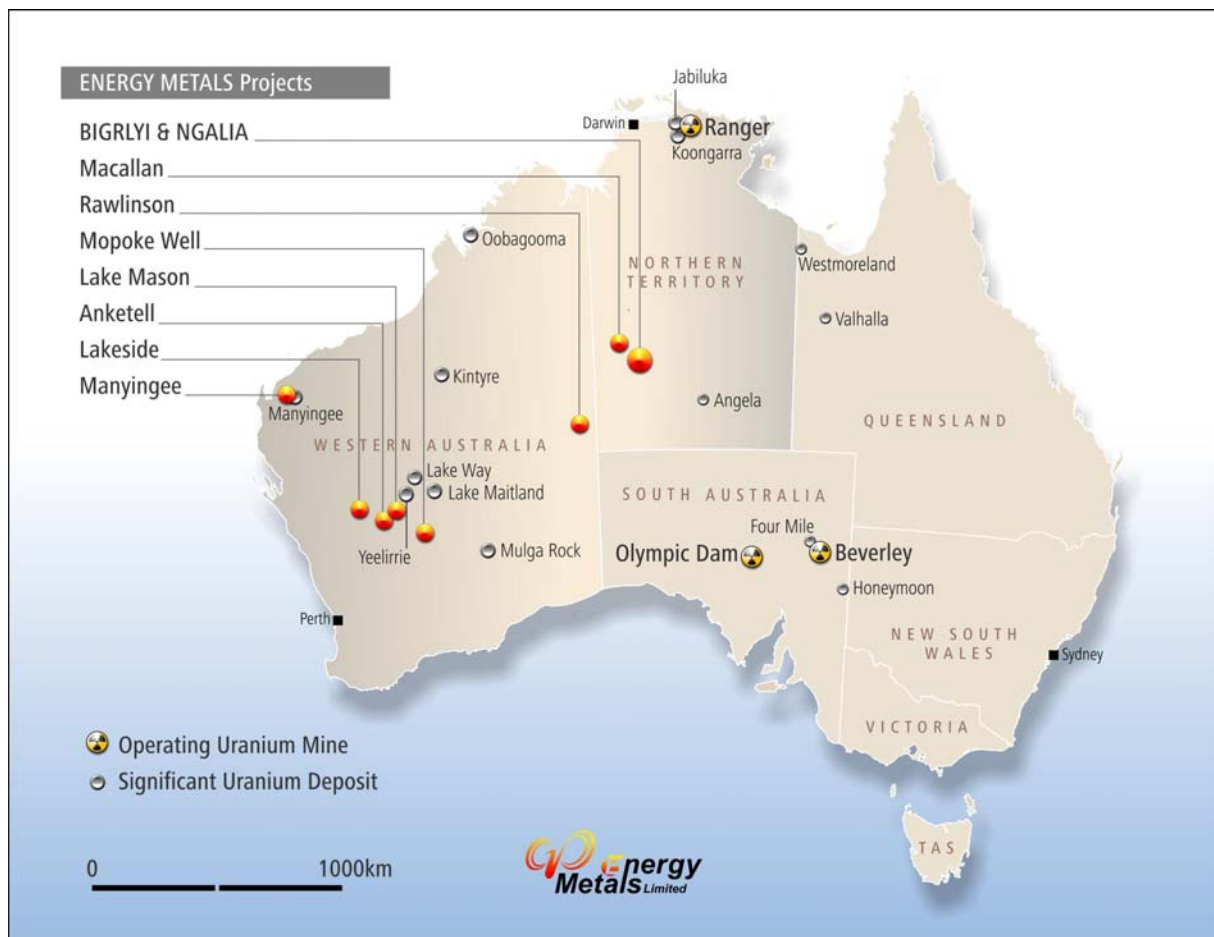 ENERGY METALS Projects
BIGRLYI & NGALIA
Macallan
Rawlinson
Mopoke Well
Lake Mason
Anketell
Lakeside
Manyingee
Jabiluka
Darwin
Ranger
Koongarra
Oobagooma
NORTHERN
TERRITORY
Westmoreland
Valhalla
Kintyre
Manyingee
Angela
QUEENSLAND
WESTERN AUSTRALIA
Lake Way
Lake Maitland
SOUTH AUSTRALIA
Four Mile
Yeelirrie
Mulga Rock
Olympic Dam
Beverley
Honeymoon
Perth
NEW SOUTH
WALES
Sydney
VICTORIA
TAS
Operating Uranium Mine
Significant Uranium Deposit
0 1000km
Energy
Metals Limited